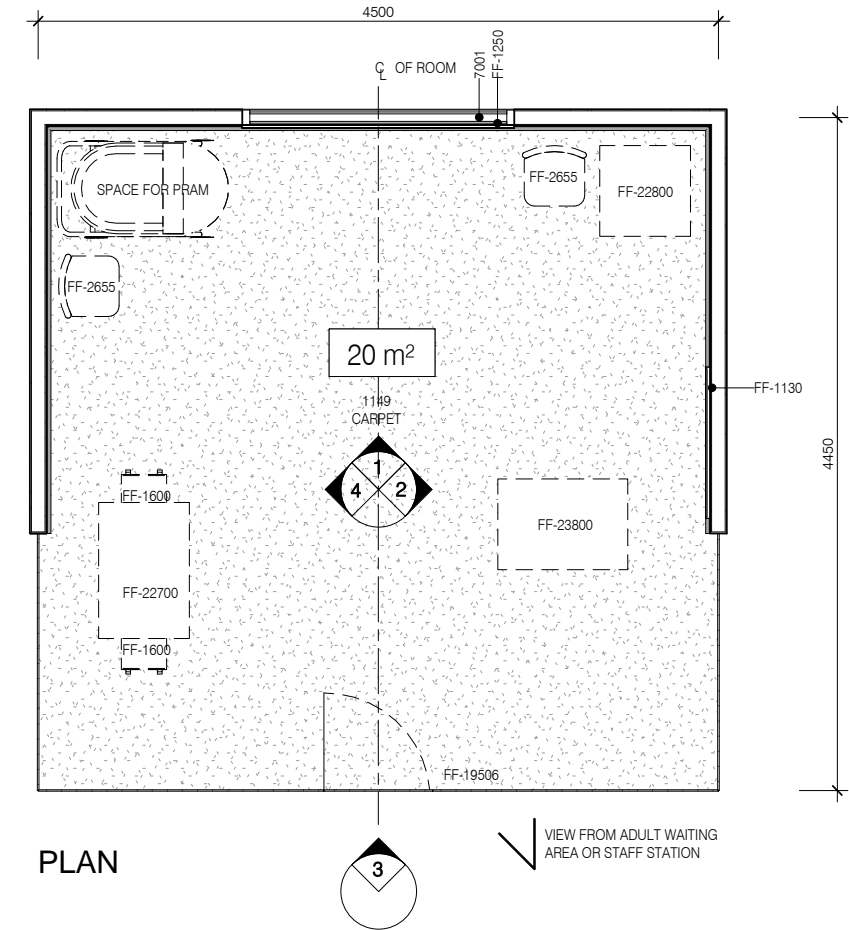 4500
CL OF ROOM
7001
FF-1250
SPACE FOR PRAM
FF-2655
FF-22800
FF-2655
20 m²
1149
CARPET
FF-1130
4450
1
4 2
FF-1600
FF-23800
FF-22700
FF-1600
FF-19506
PLAN
VIEW FROM ADULT WAITING
AREA OR STAFF STATION
3